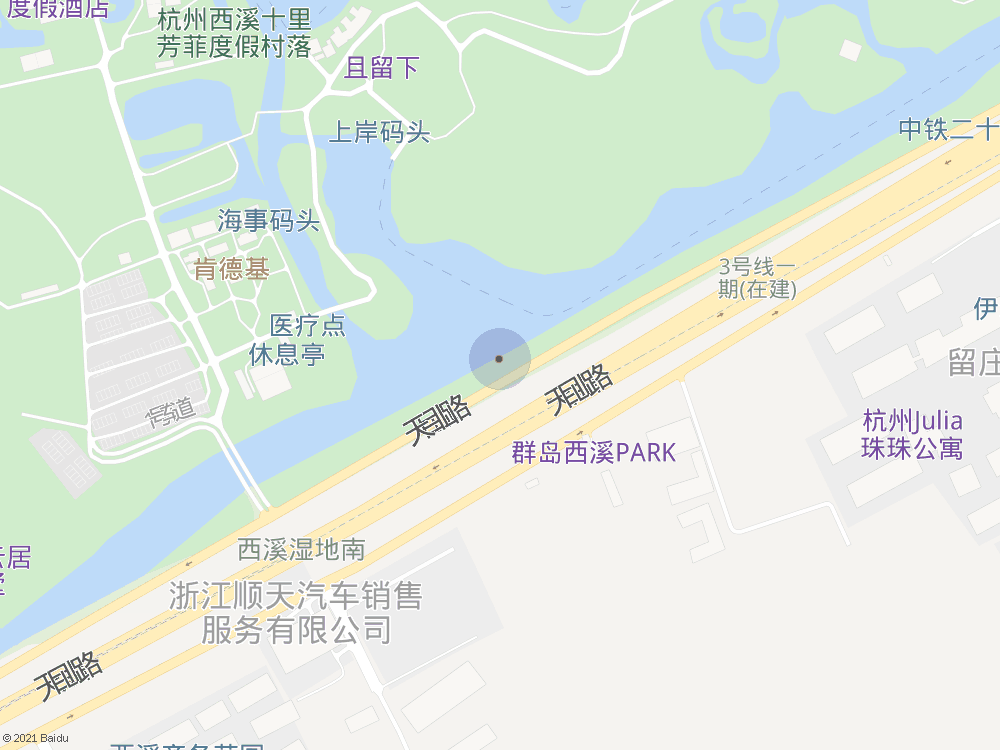 度假酒店
杭州西溪十里
芳菲度假村落
且留下
上岸码头
中铁二十
海事码头
肯德基
3号线一
期(在建)
医疗点
休息亭
伊
留庄
天目山路
天目山路
杭州Julia
珠珠公寓
群岛西溪PARK
西溪湿地南
居
浙江顺天汽车销售
服务有限公司
天目山路
© 2021 Baidu